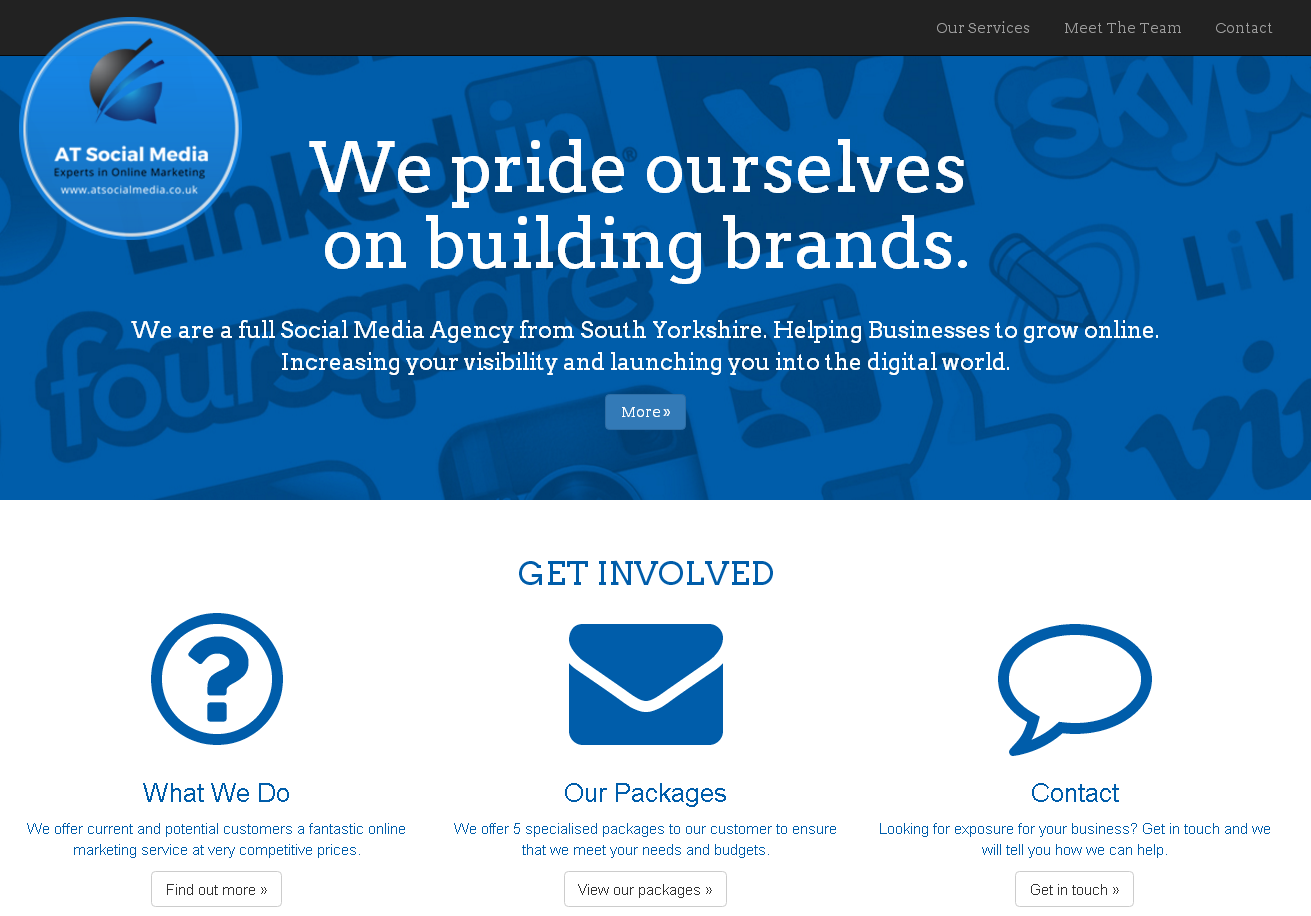 Our Services Meet The Team Contact
AT Social Media
Experts in Online Marketing
www.atsocialmedia.co.uk
LinkedIn®
skyp
LiV
foursquare
vi
We pride ourselves
on building brands.
We are a full Social Media Agency from South Yorkshire. Helping Businesses to grow online.
Increasing your visibility and launching you into the digital world.
More »
GET INVOLVED
What We Do
We offer current and potential customers a fantastic online
marketing service at very competitive prices.
Find out more »
Our Packages
We offer 5 specialised packages to our customer to ensure
that we meet your needs and budgets.
View our packages »
Contact
Looking for exposure for your business? Get in touch and we
will tell you how we can help.
Get in touch »